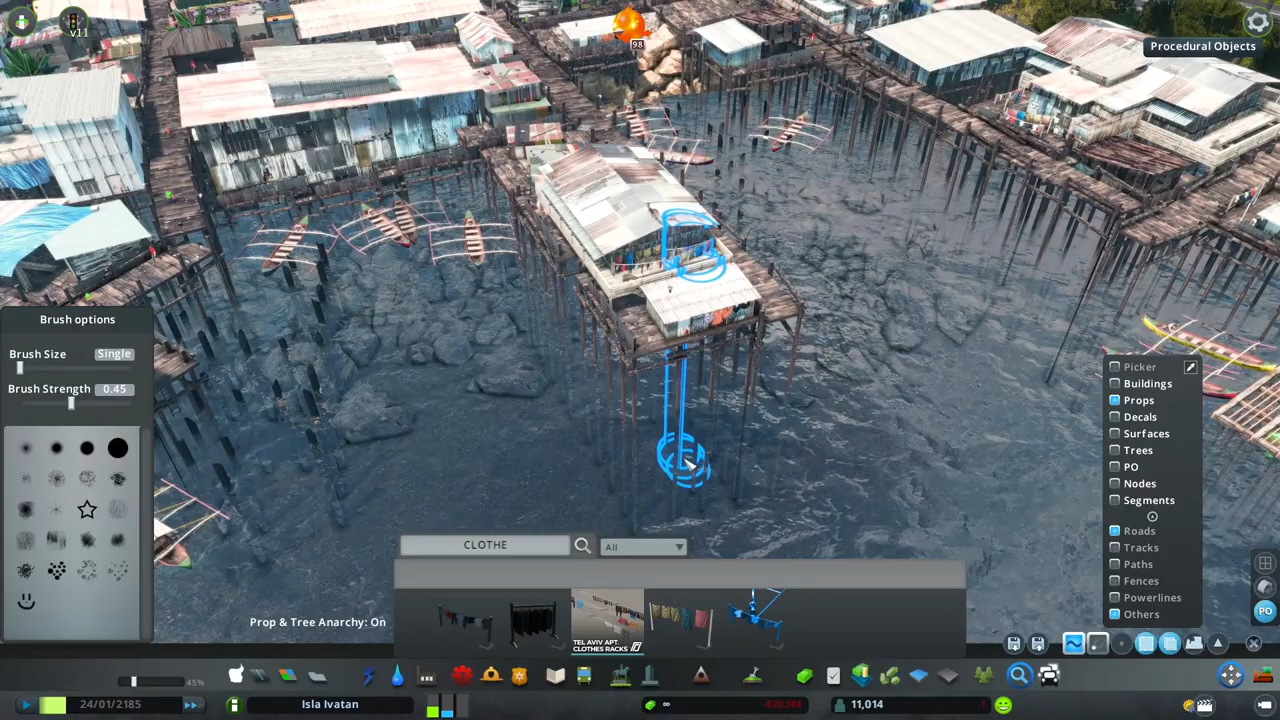 v11
98
Procedural Objects
Brush options
Brush Size
Single
Brush Strength
0.45
Picker
Buildings
Props
Decals
Surfaces
Trees
PO
Nodes
Segments
Roads
Tracks
Paths
Fences
Powerlines
Others
PO
CLOTHE
All
TEL AVIV APT.
CLOTHES RACKS
Prop & Tree Anarchy: On
45%
24/01/2185
Isla Ivatan
∞
11,014